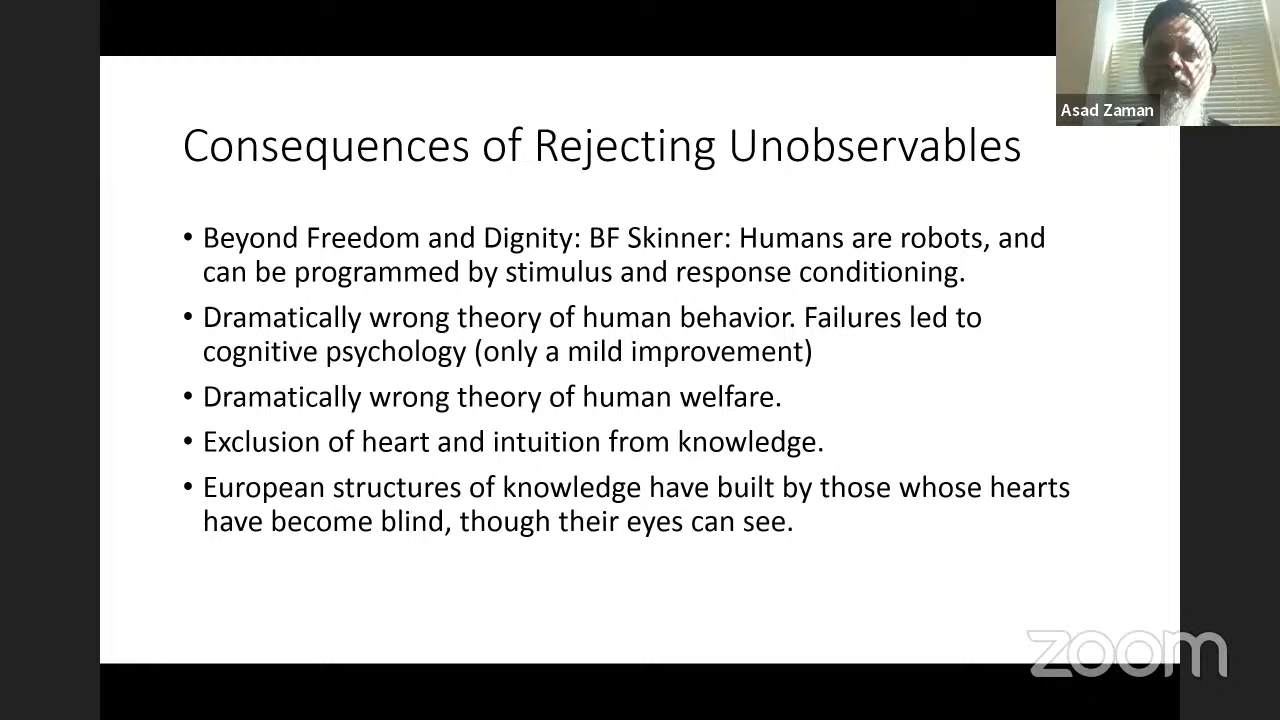 Asad Zaman
Consequences of Rejecting Unobservables
• Beyond Freedom and Dignity: BF Skinner: Humans are robots, and
can be programmed by stimulus and response conditioning.
• Dramatically wrong theory of human behavior. Failures led to
cognitive psychology (only a mild improvement)
• Dramatically wrong theory of human welfare.
• Exclusion of heart and intuition from knowledge.
• European structures of knowledge have built by those whose hearts
have become blind, though their eyes can see.
zoom